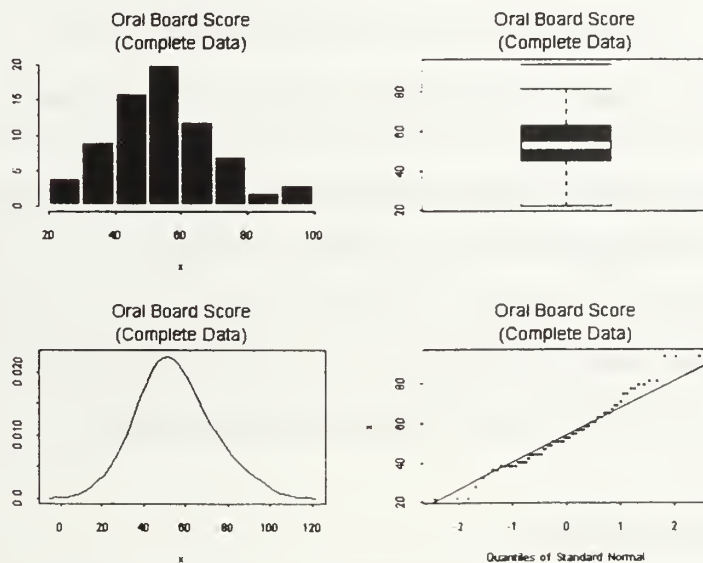 Oral Board Score
(Complete Data)
20
15
10
5
0
20 40 60 80 100
x
Oral Board Score
(Complete Data)
80
60
40
20
Oral Board Score
(Complete Data)
0.020
0.010
0.0
0 20 40 60 80 100 120
x
Oral Board Score
(Complete Data)
x
80
60
40
20
-2 -1 0 1 2
Quantiles of Standard Normal